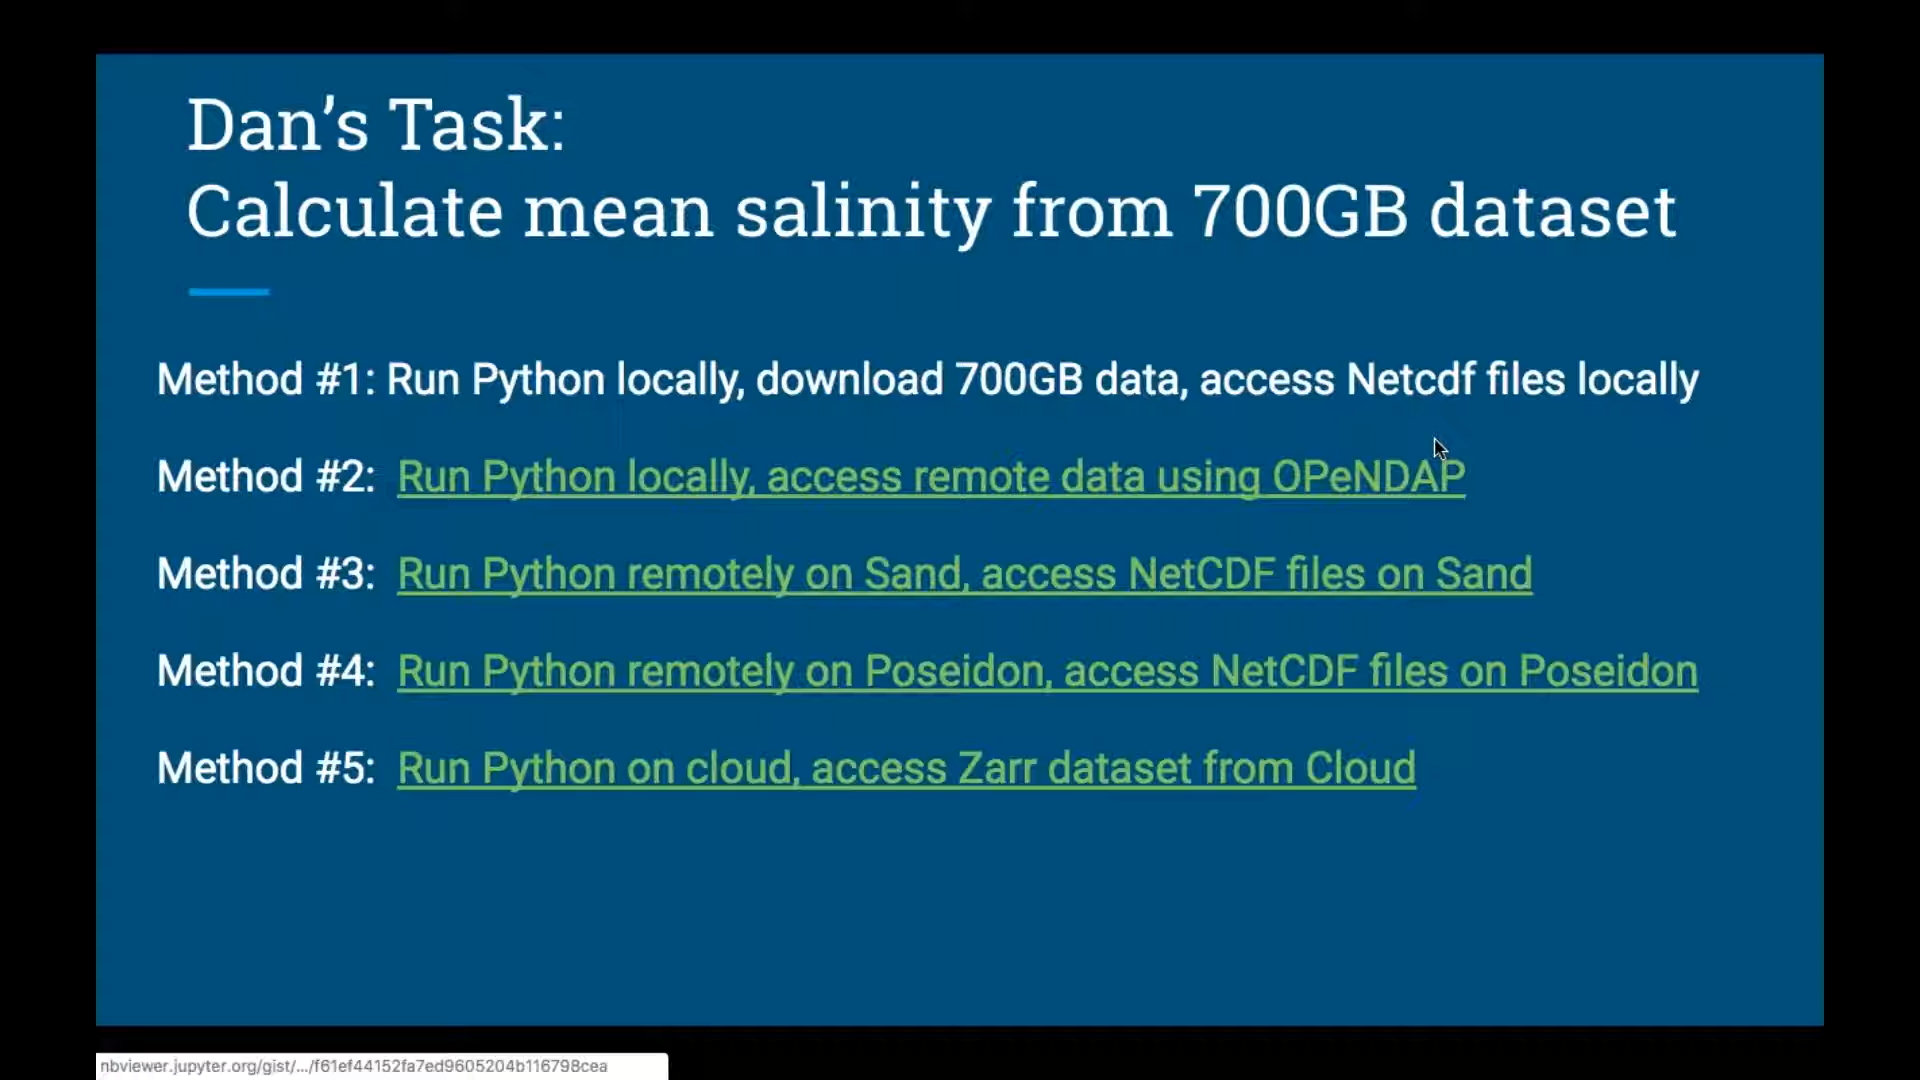 Dan’s Task:
Calculate mean salinity from 700GB dataset
Method #1: Run Python locally, download 700GB data, access Netcdf files locally
Method #2: Run Python locally, access remote data using OPeNDAP
Method #3: Run Python remotely on Sand, access NetCDF files on Sand
Method #4: Run Python remotely on Poseidon, access NetCDF files on Poseidon
Method #5: Run Python on cloud, access Zarr dataset from Cloud
nbviewer.jupyter.org/gist/.../f61ef44152fa7ed9605204b116798cea